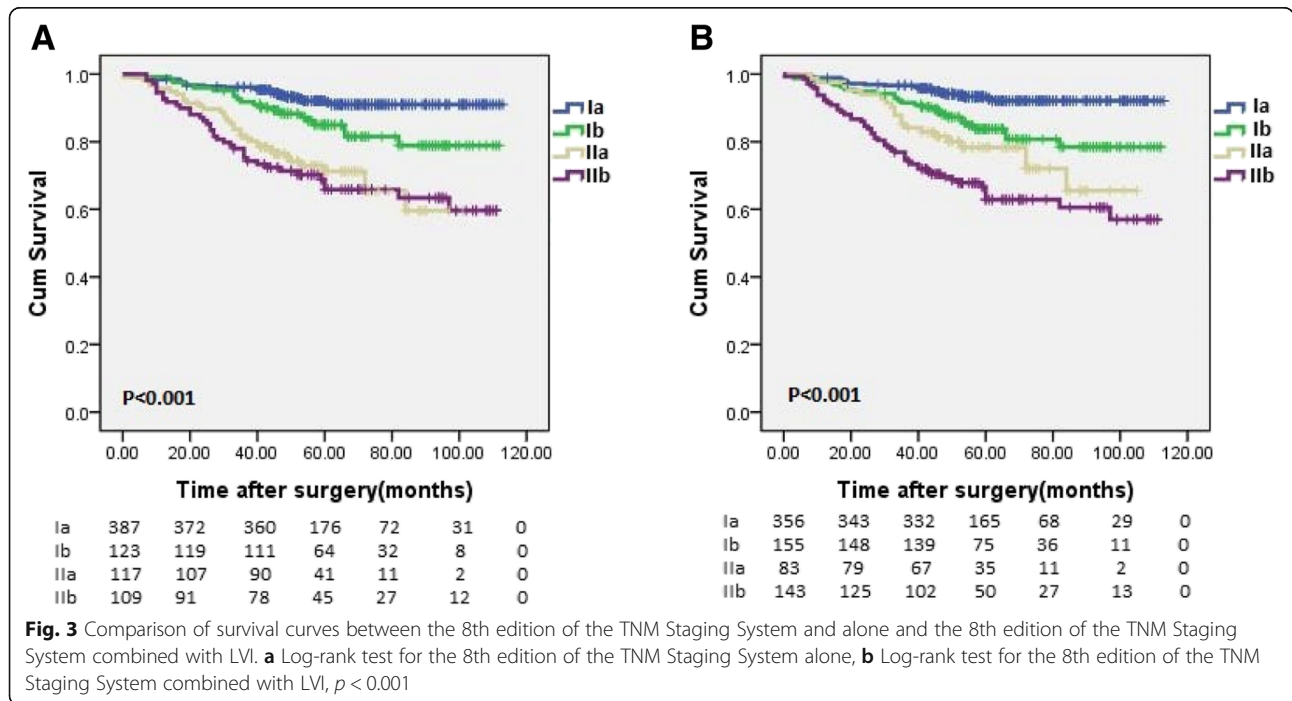 A
1.0
0.8
0.6
0.4
0.2
0.0
Cum Survival
P<0.001
Ia
Ib
IIa
IIb
0.00 20.00 40.00 60.00 80.00 100.00 120.00
Time after surgery(months)
Ia 387 372 360 176 72 31 0
Ib 123 119 111 64 32 8 0
IIa 117 107 90 41 11 2 0
IIb 109 91 78 45 27 12 0
B
1.0
0.8
0.6
0.4
0.2
0.0
Cum Survival
P<0.001
Ia
Ib
IIa
IIb
0.00 20.00 40.00 60.00 80.00 100.00 120.00
Time after surgery(months)
Ia 356 343 332 165 68 29 0
Ib 155 148 139 75 36 11 0
IIa 83 79 67 35 11 2 0
IIb 143 125 102 50 27 13 0
Fig. 3 Comparison of survival curves between the 8th edition of the TNM Staging System and alone and the 8th edition of the TNM Staging
System combined with LVI. a Log-rank test for the 8th edition of the TNM Staging System alone, b Log-rank test for the 8th edition of the TNM
Staging System combined with LVI, p < 0.001